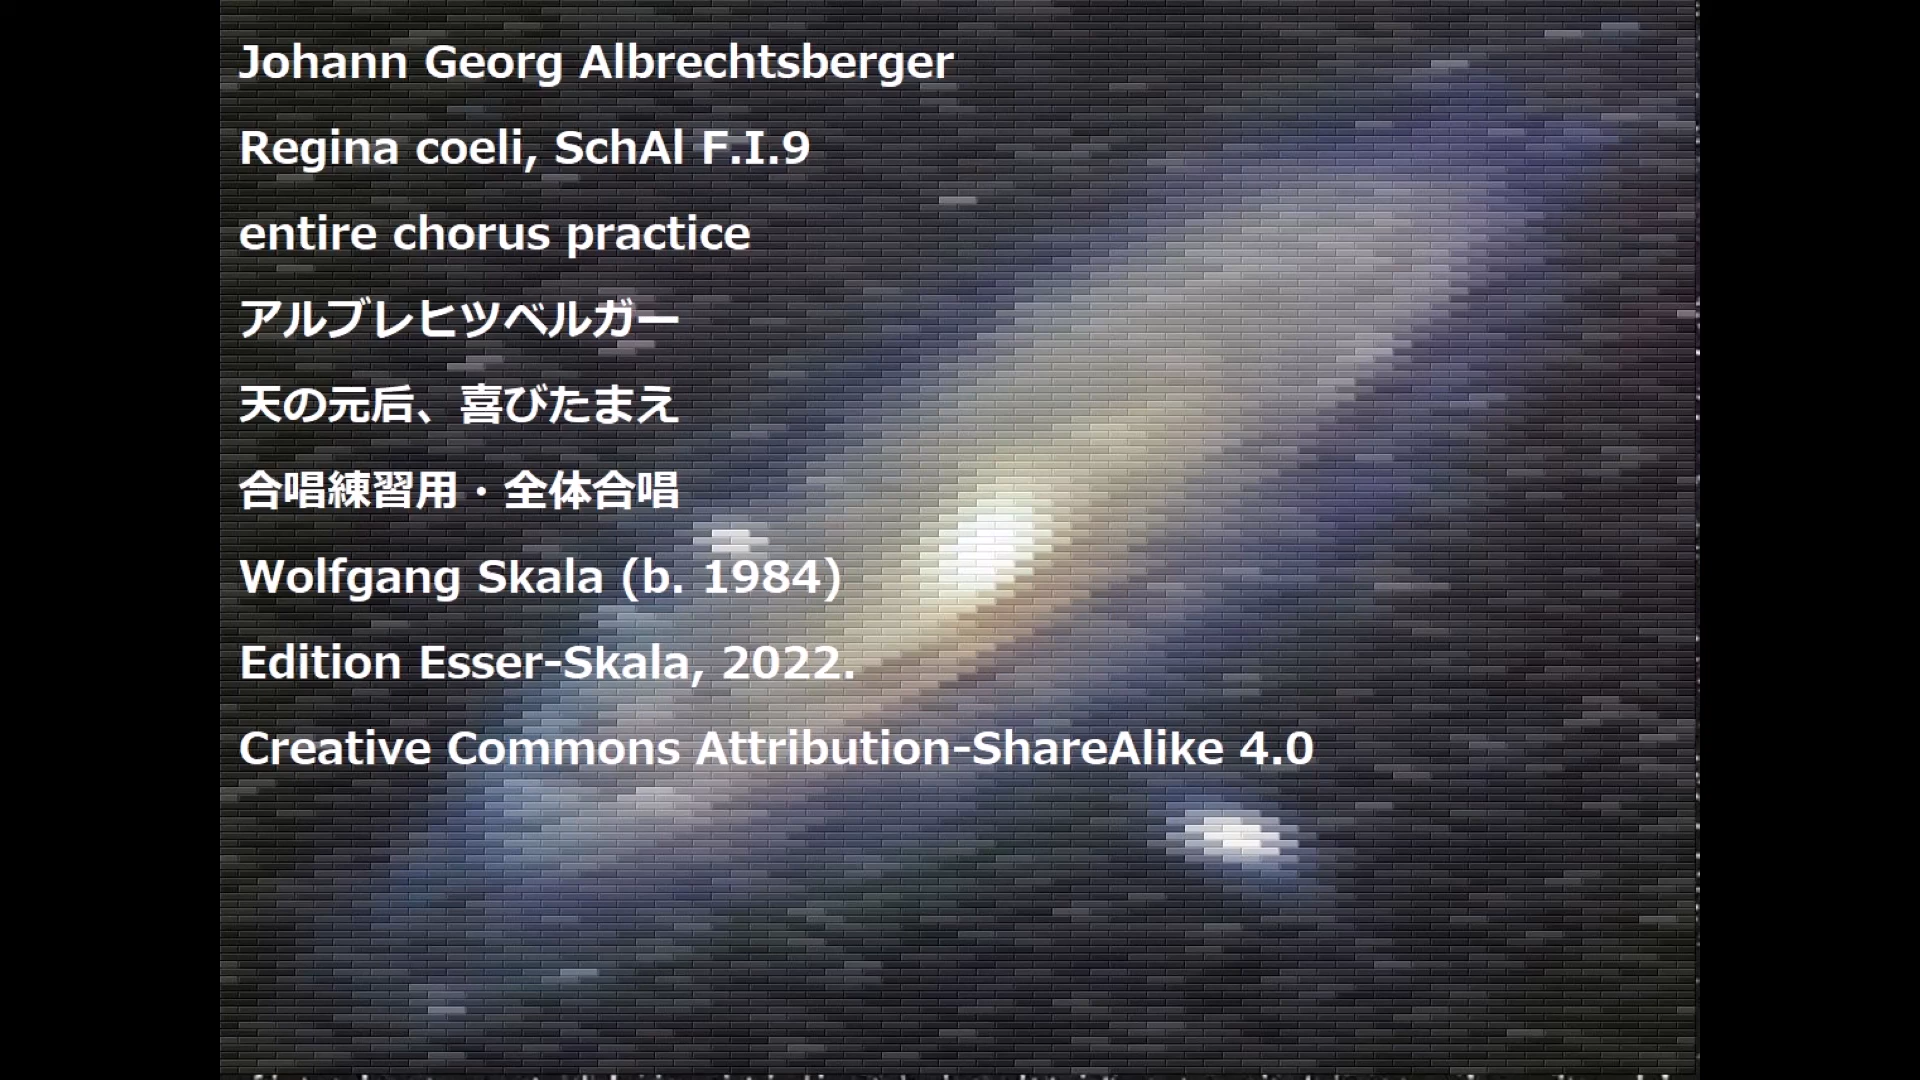 Johann Georg Albrechtsberger
Regina coeli, SchAl F.I.9
entire chorus practice
アルブレヒツベルガー
天の元后、喜びたまえ
合唱練習用・全体合唱
Wolfgang Skala (b. 1984)
Edition Esser-Skala, 2022.
Creative Commons Attribution-ShareAlike 4.0